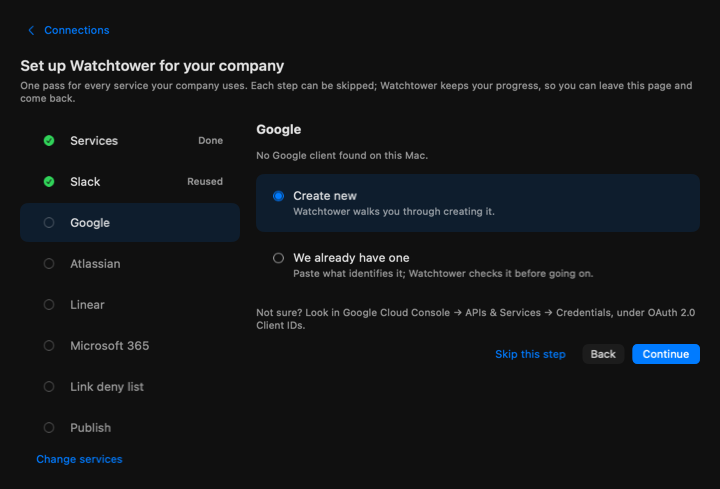 Connections
Set up Watchtower for your company
One pass for every service your company uses. Each step can be skipped; Watchtower keeps your progress, so you can leave this page and
come back.
Services Done
Slack Reused
Google
Atlassian
Linear
Microsoft 365
Link deny list
Publish
Change services
Google
No Google client found on this Mac.
Create new
Watchtower walks you through creating it.
We already have one
Paste what identifies it; Watchtower checks it before going on.
Not sure? Look in Google Cloud Console → APIs & Services → Credentials, under OAuth 2.0
Client IDs.
Skip this step Back Continue